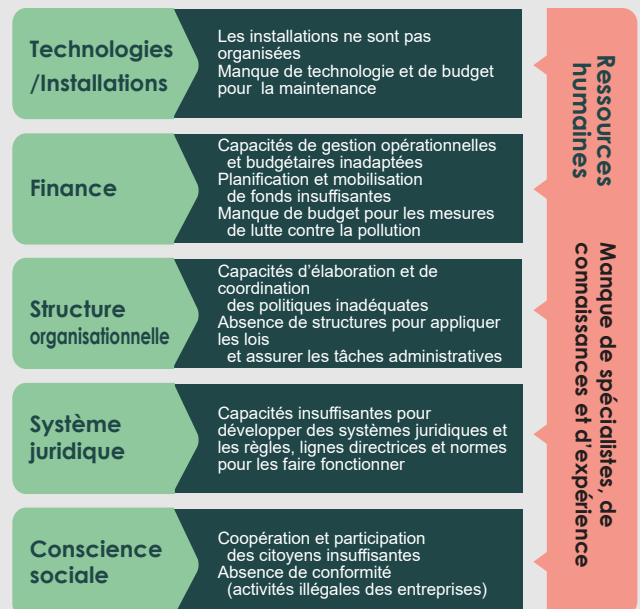 Technologies
/Installations
Les installations ne sont pas
organisées
Manque de technologie et de budget
pour la maintenance
Finance
Capacités de gestion opérationnelles
et budgétaires inadaptées
Planification et mobilisation
de fonds insuffisantes
Manque de budget pour les mesures
de lutte contre la pollution
Structure
organisationnelle
Capacités d'élaboration et de
coordination
des politiques inadéquates
Absence de structures pour appliquer
les lois
et assurer les tâches administratives
Système
juridique
Capacités insuffisantes pour
développer des systèmes juridiques et
les règles, lignes directrices et normes
pour les faire fonctionner
Conscience
sociale
Coopération et participation
des citoyens insuffisantes
Absence de conformité
(activités illégales des entreprises)
Ressources
humaines
Manque de spécialistes, de
connaissances et d'expérience